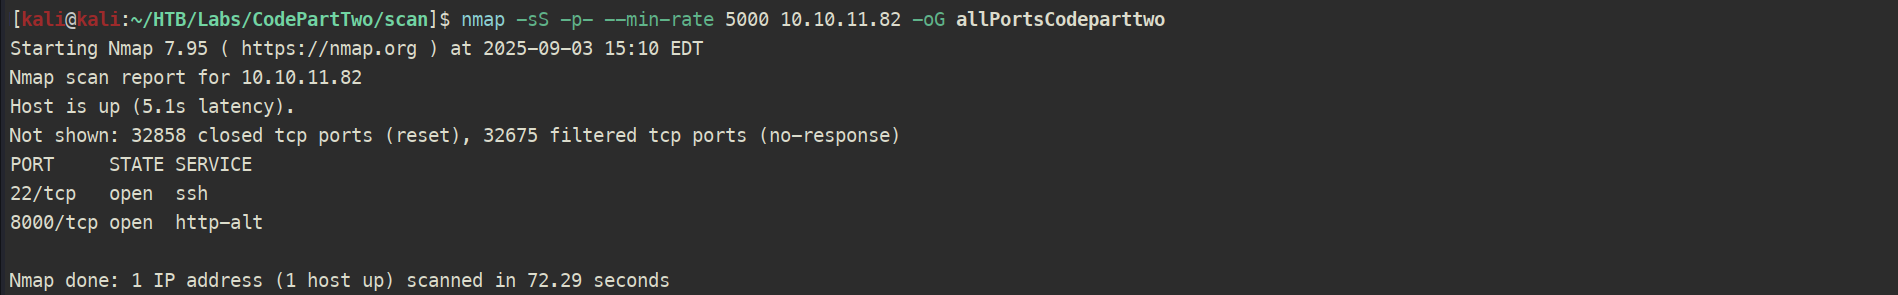 [kali@kali:~/HTB/Labs/CodePartTwo/scan]$ nmap -sS -p- --min-rate 5000 10.10.11.82 -oG allPortsCodeparttwo
Starting Nmap 7.95 ( https://nmap.org ) at 2025-09-03 15:10 EDT
Nmap scan report for 10.10.11.82
Host is up (5.1s latency).
Not shown: 32858 closed tcp ports (reset), 32675 filtered tcp ports (no-response)
PORT     STATE SERVICE
22/tcp   open  ssh
8000/tcp open  http-alt
Nmap done: 1 IP address (1 host up) scanned in 72.29 seconds